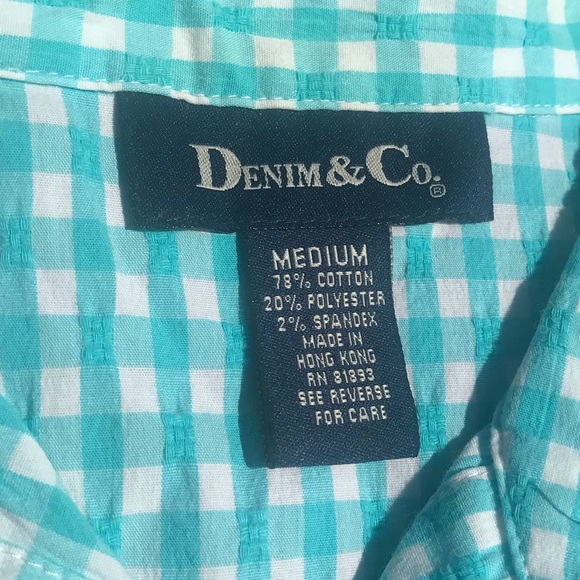 DENIM & CO.®
MEDIUM
78% COTTON
20% POLYESTER
2% SPANDEX
MADE IN
HONG KONG
RN 81893
SEE REVERSE
FOR CARE